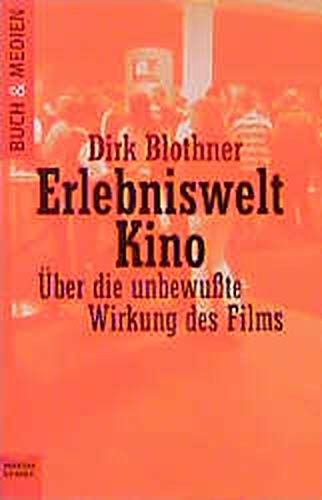 BUCH & MEDIEN
Dirk Blothner
Erlebniswelt
Kino
Über die unbewußte
Wirkung des Films